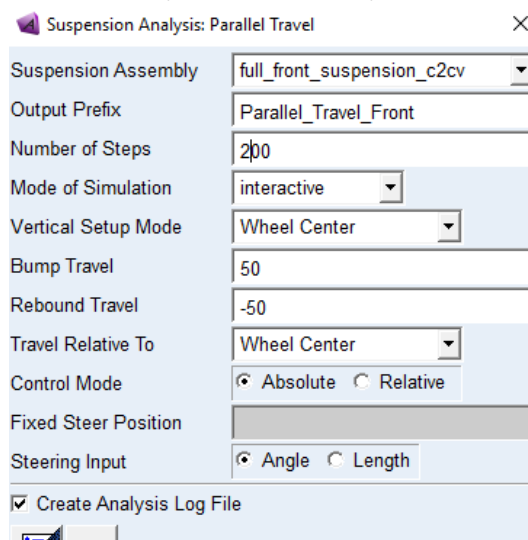 Suspension Analysis: Parallel Travel
Suspension Assembly full_front_suspension_c2cv
Output Prefix Parallel_Travel_Front
Number of Steps 200
Mode of Simulation interactive
Vertical Setup Mode Wheel Center
Bump Travel 50
Rebound Travel -50
Travel Relative To Wheel Center
Control Mode Absolute Relative
Fixed Steer Position
Steering Input Angle Length
Create Analysis Log File